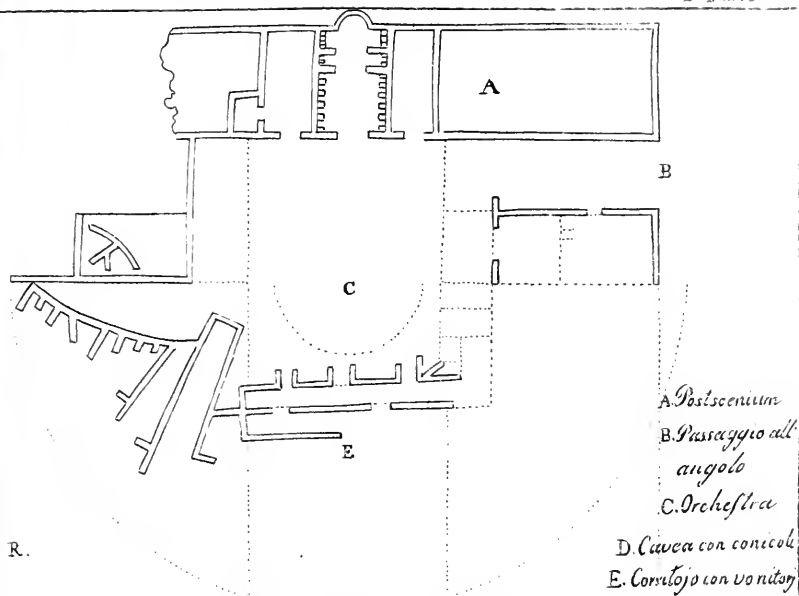 A
B
C
E
R.
A. Postscenium
B. Passaggio all'
angolo
C. Orchestra
D. Cavea con conicoli
E. Corritojo con vomitorj